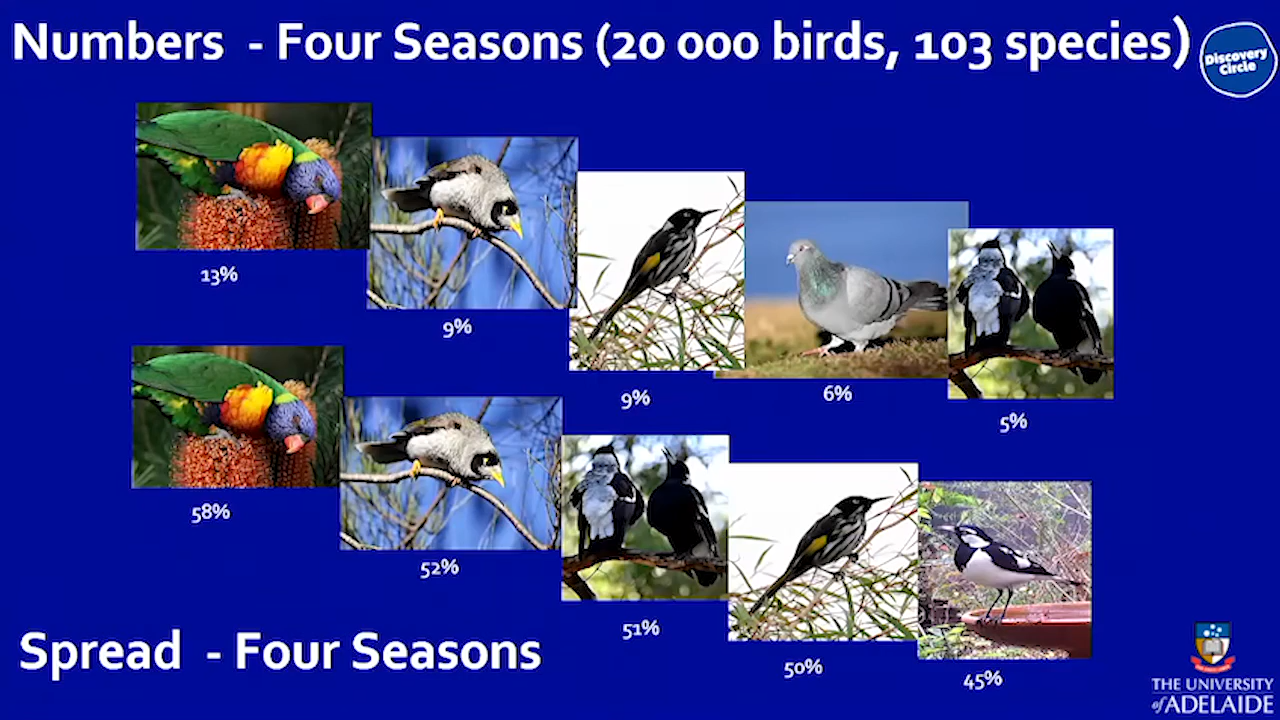 Numbers - Four Seasons (20 000 birds, 103 species)
Discovery
Circle
13%
9%
9%
6%
5%
58%
52%
51%
50%
45%
Spread - Four Seasons
THE UNIVERSITY
of ADELAIDE